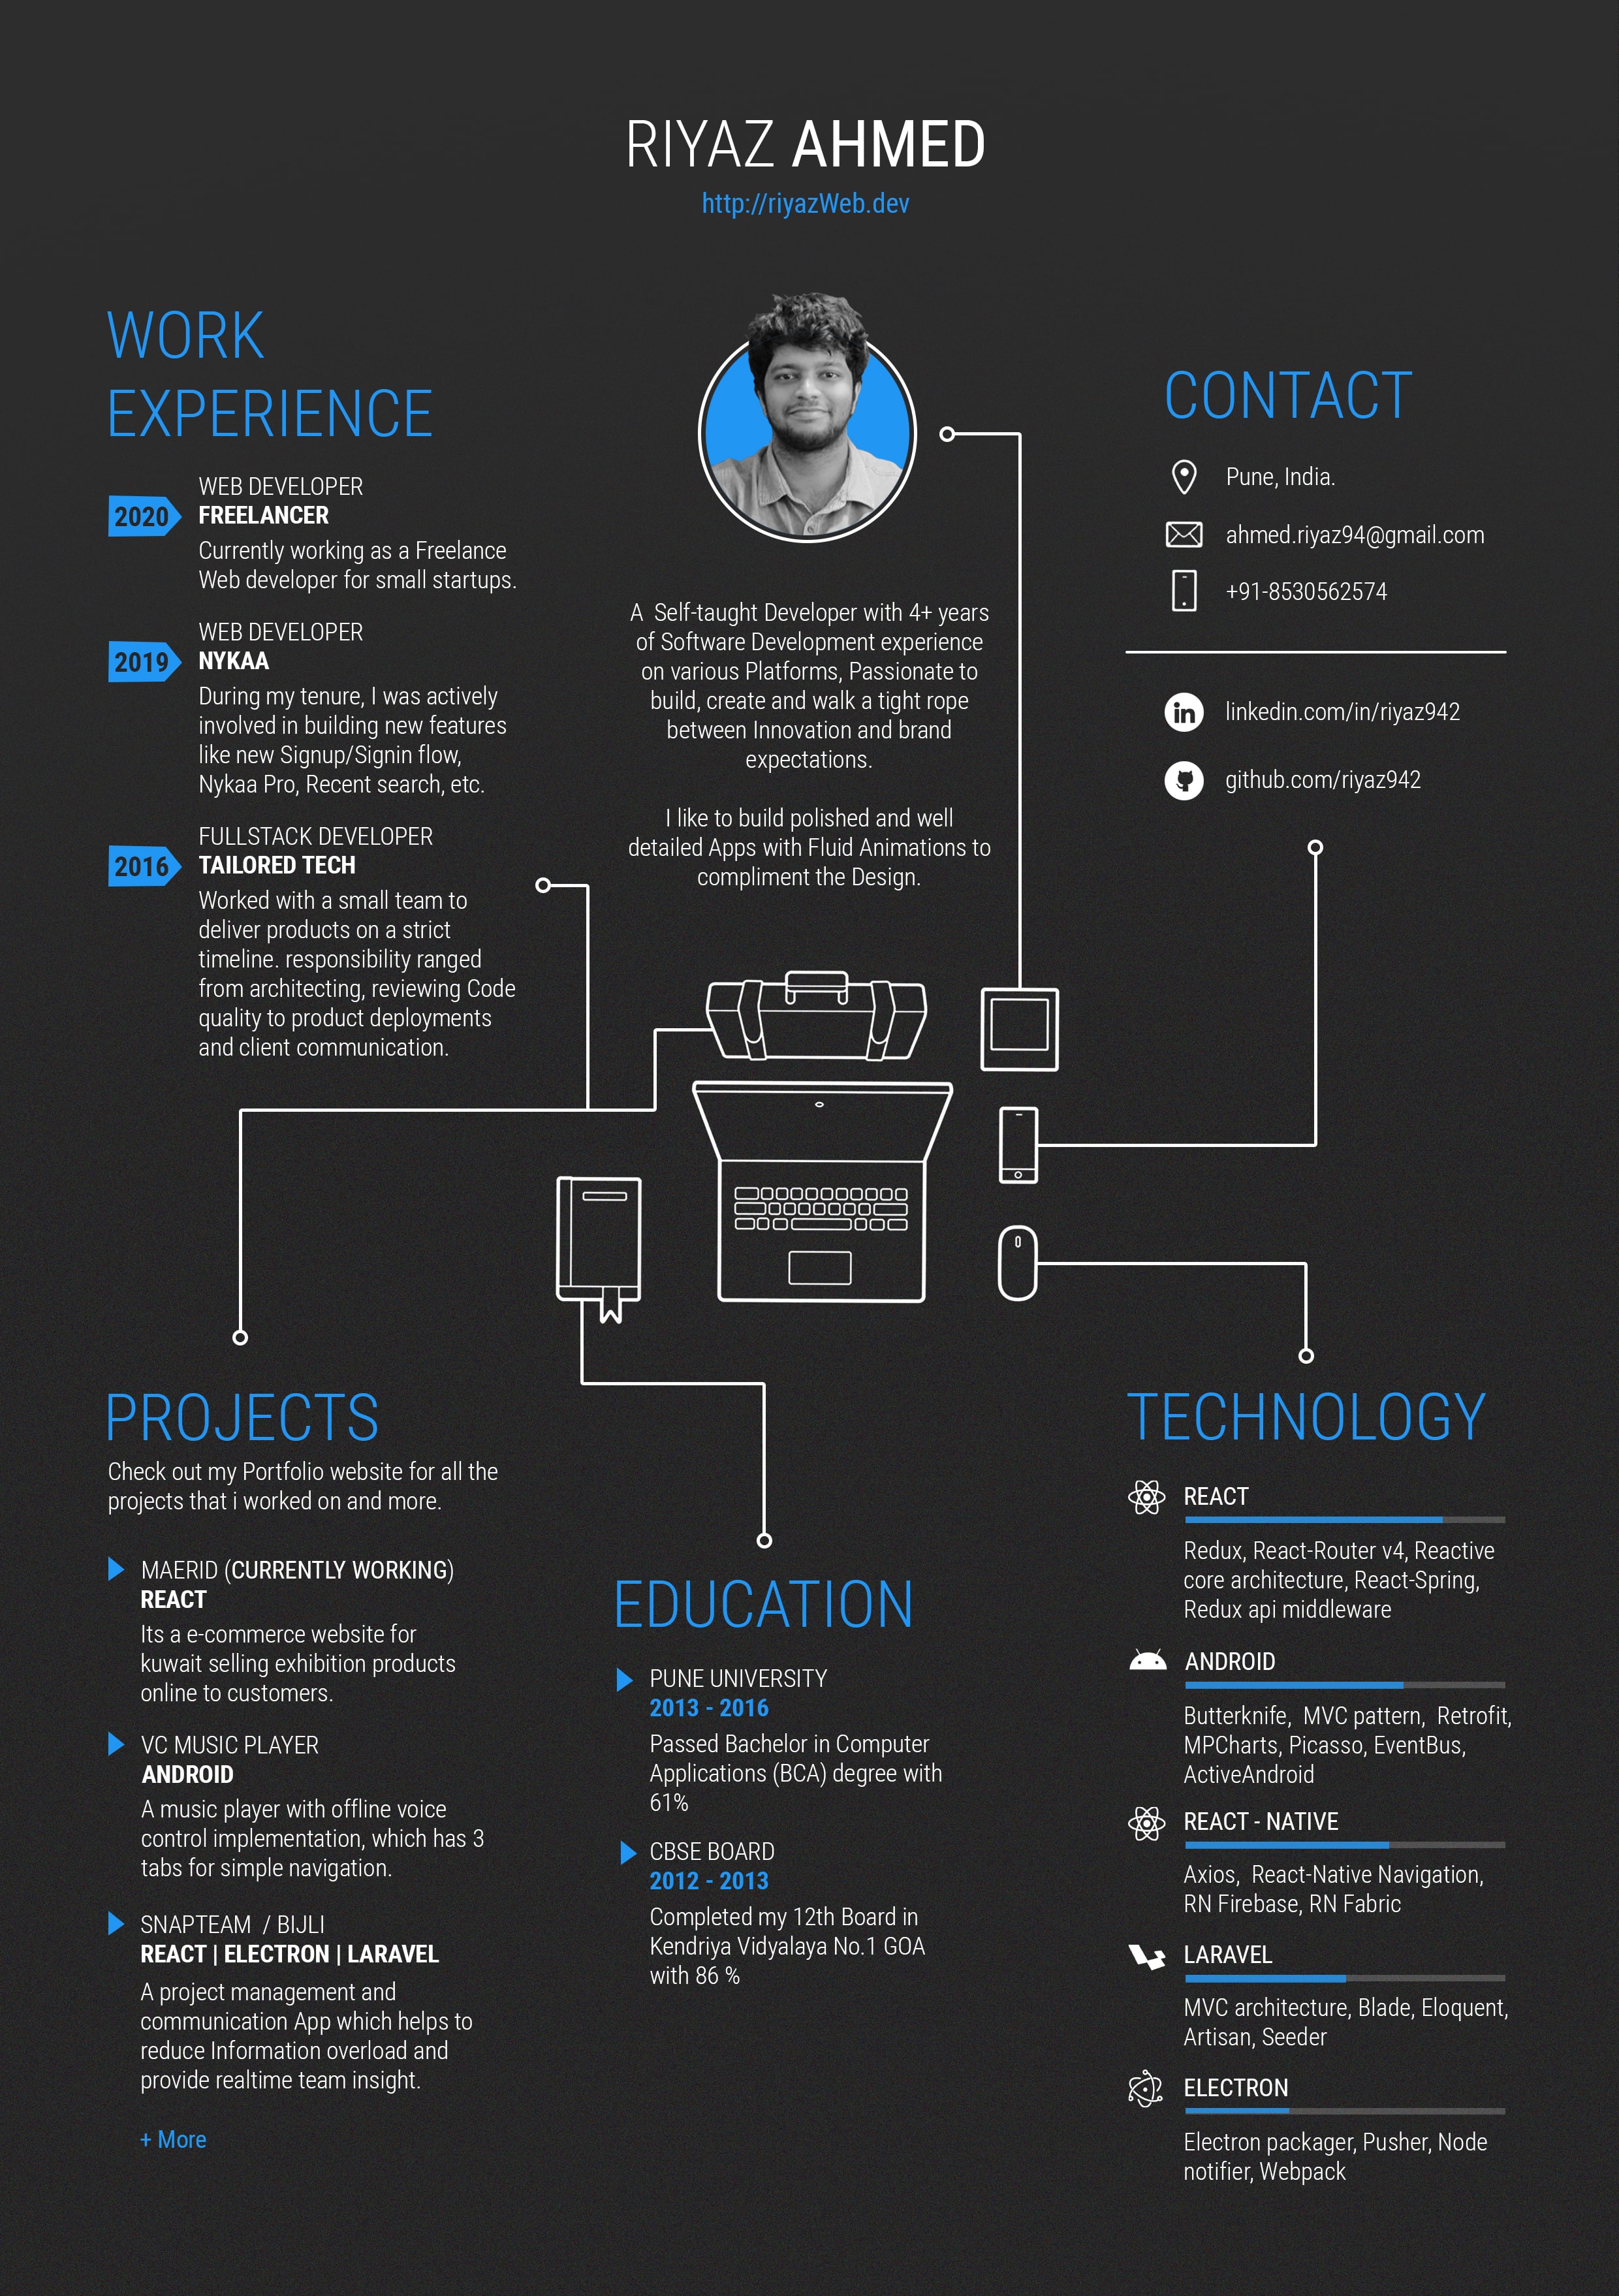 RIYAZ AHMED
http://riyazWeb.dev
WORK
EXPERIENCE
2020
WEB DEVELOPER
FREELANCER
Currently working as a Freelance
Web developer for small startups.
2019
WEB DEVELOPER
NYKAA
During my tenure, I was actively
involved in building new features
like new Signup/Signin flow,
Nykaa Pro, Recent search, etc.
2016
FULLSTACK DEVELOPER
TAILORED TECH
Worked with a small team to
deliver products on a strict
timeline. responsibility ranged
from architecting, reviewing Code
quality to product deployments
and client communication.
A  Self-taught Developer with 4+ years
of Software Development experience
on various Platforms, Passionate to
build, create and walk a tight rope
between Innovation and brand
expectations.
I like to build polished and well
detailed Apps with Fluid Animations to
compliment the Design.
CONTACT
Pune, India.
ahmed.riyaz94@gmail.com
+91-8530562574
linkedin.com/in/riyaz942
github.com/riyaz942
PROJECTS
Check out my Portfolio website for all the
projects that i worked on and more.
MAERID (CURRENTLY WORKING)
REACT
Its a e-commerce website for
kuwait selling exhibition products
online to customers.
VC MUSIC PLAYER
ANDROID
A music player with offline voice
control implementation, which has 3
tabs for simple navigation.
SNAPTEAM  / BIJLI
REACT | ELECTRON | LARAVEL
A project management and
communication App which helps to
reduce Information overload and
provide realtime team insight.
+ More
EDUCATION
PUNE UNIVERSITY
2013 - 2016
Passed Bachelor in Computer
Applications (BCA) degree with
61%
CBSE BOARD
2012 - 2013
Completed my 12th Board in
Kendriya Vidyalaya No.1 GOA
with 86 %
TECHNOLOGY
REACT
Redux, React-Router v4, Reactive
core architecture, React-Spring,
Redux api middleware
ANDROID
Butterknife,  MVC pattern,  Retrofit,
MPCharts, Picasso, EventBus,
ActiveAndroid
REACT - NATIVE
Axios,  React-Native Navigation,
RN Firebase, RN Fabric
LARAVEL
MVC architecture, Blade, Eloquent,
Artisan, Seeder
ELECTRON
Electron packager, Pusher, Node
notifier, Webpack